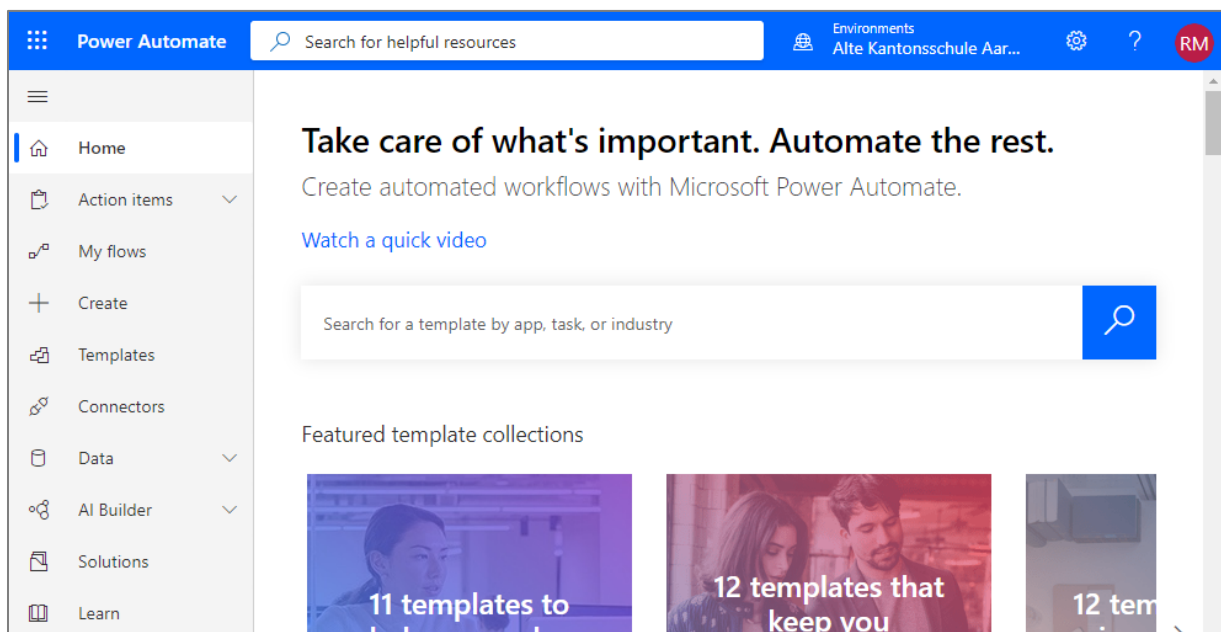 Power Automate
Search for helpful resources
Environments
Alte Kantonsschule Aar...
?
RM
Home
Action items
My flows
Create
Templates
Connectors
Data
AI Builder
Solutions
Learn
Take care of what's important. Automate the rest.
Create automated workflows with Microsoft Power Automate.
Watch a quick video
Search for a template by app, task, or industry
Featured template collections
11 templates to
12 templates that
keep you
12